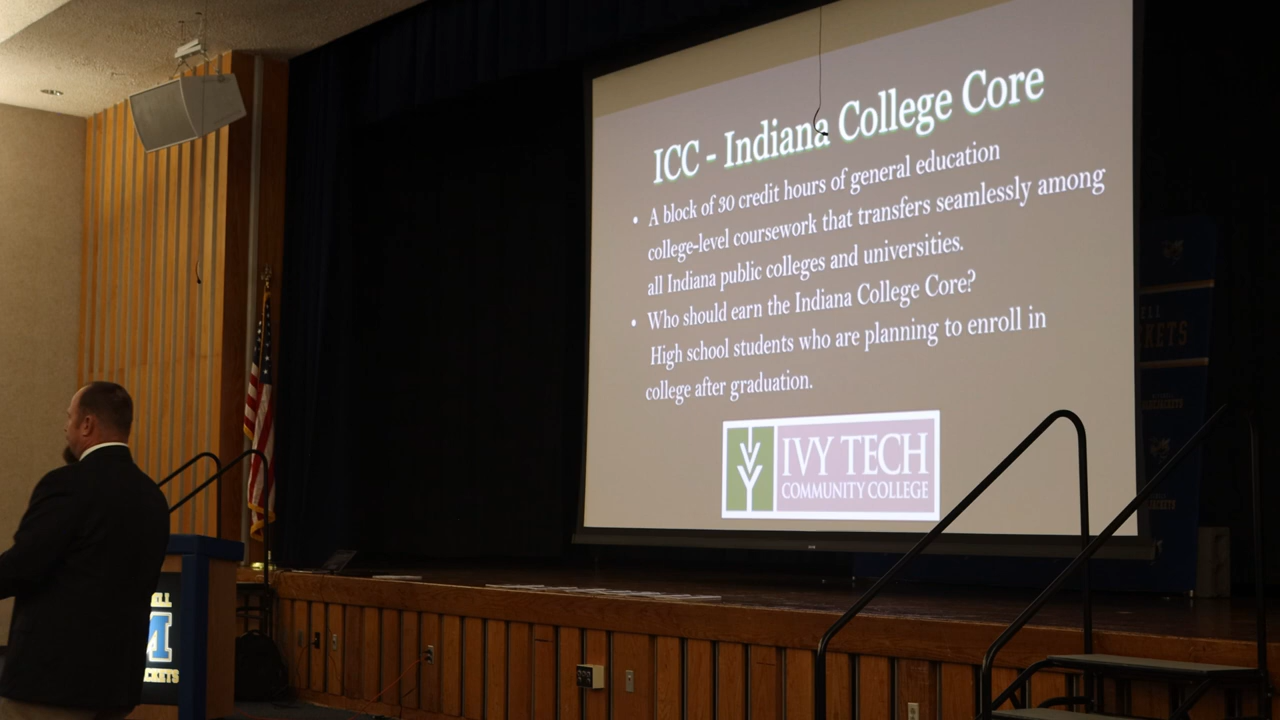 ICC - Indiana College Core
• A block of 30 credit hours of general education
college-level coursework that transfers seamlessly among
all Indiana public colleges and universities.
• Who should earn the Indiana College Core?
High school students who are planning to enroll in
college after graduation.
IVY TECH
COMMUNITY COLLEGE
M